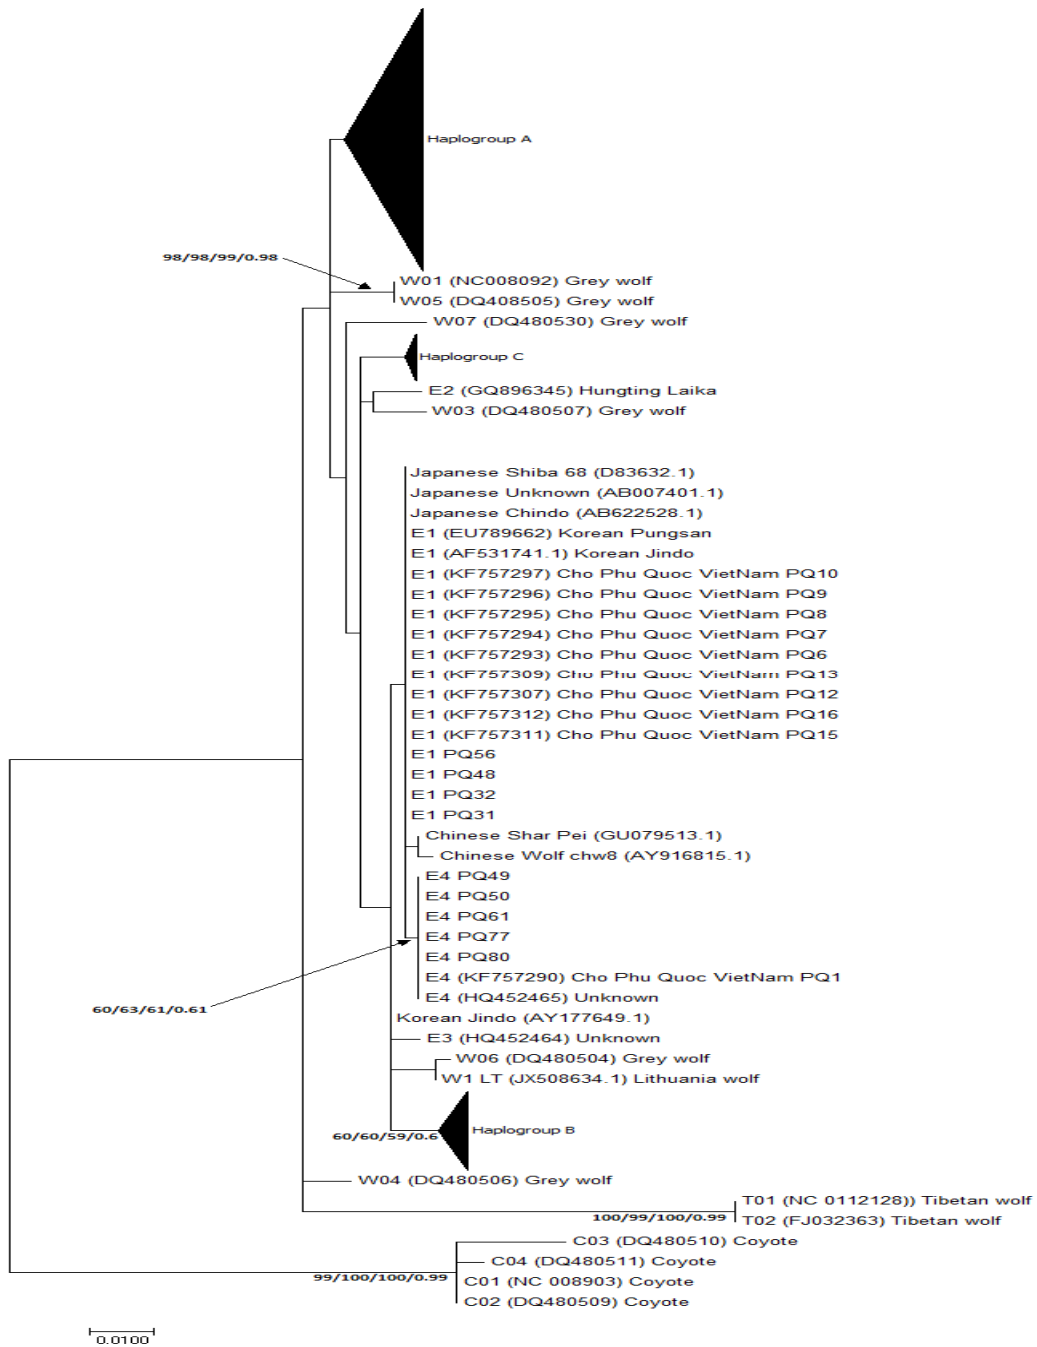 Haplogroup A
98/98/99/0.98
W01 (NC008092) Grey wolf
W05 (DQ408505) Grey wolf
W07 (DQ480530) Grey wolf
Haplogroup C
E2 (GQ896345) Hungting Laika
W03 (DQ480507) Grey wolf
Japanese Shiba 68 (D83632.1)
Japanese Unknown (AB007401.1)
Japanese Chindo (AB622528.1)
E1 (EU789662) Korean Pungsan
E1 (AF531741.1) Korean Jindo
E1 (KF757297) Cho Phu Quoc VietNam PQ10
E1 (KF757296) Cho Phu Quoc VietNam PQ9
E1 (KF757295) Cho Phu Quoc VietNam PQ8
E1 (KF757294) Cho Phu Quoc VietNam PQ7
E1 (KF757293) Cho Phu Quoc VietNam PQ6
E1 (KF757309) Cho Phu Quoc VietNam PQ13
E1 (KF757307) Cho Phu Quoc VietNam PQ12
E1 (KF757312) Cho Phu Quoc VietNam PQ16
E1 (KF757311) Cho Phu Quoc VietNam PQ15
E1 PQ56
E1 PQ48
E1 PQ32
E1 PQ31
Chinese Shar Pei (GU079513.1)
Chinese Wolf chw8 (AY916815.1)
E4 PQ49
E4 PQ50
E4 PQ61
E4 PQ77
E4 PQ80
E4 (KF757290) Cho Phu Quoc VietNam PQ1
E4 (HQ452465) Unknown
60/63/61/0.61
Korean Jindo (AY177649.1)
E3 (HQ452464) Unknown
W06 (DQ480504) Grey wolf
W1 LT (JX508634.1) Lithuania wolf
Haplogroup B
60/60/59/0.6
W04 (DQ480506) Grey wolf
T01 (NC 0112128)) Tibetan wolf
100/99/100/0.99
T02 (FJ032363) Tibetan wolf
C03 (DQ480510) Coyote
C04 (DQ480511) Coyote
99/100/100/0.99
C01 (NC 008903) Coyote
C02 (DQ480509) Coyote
0.0100